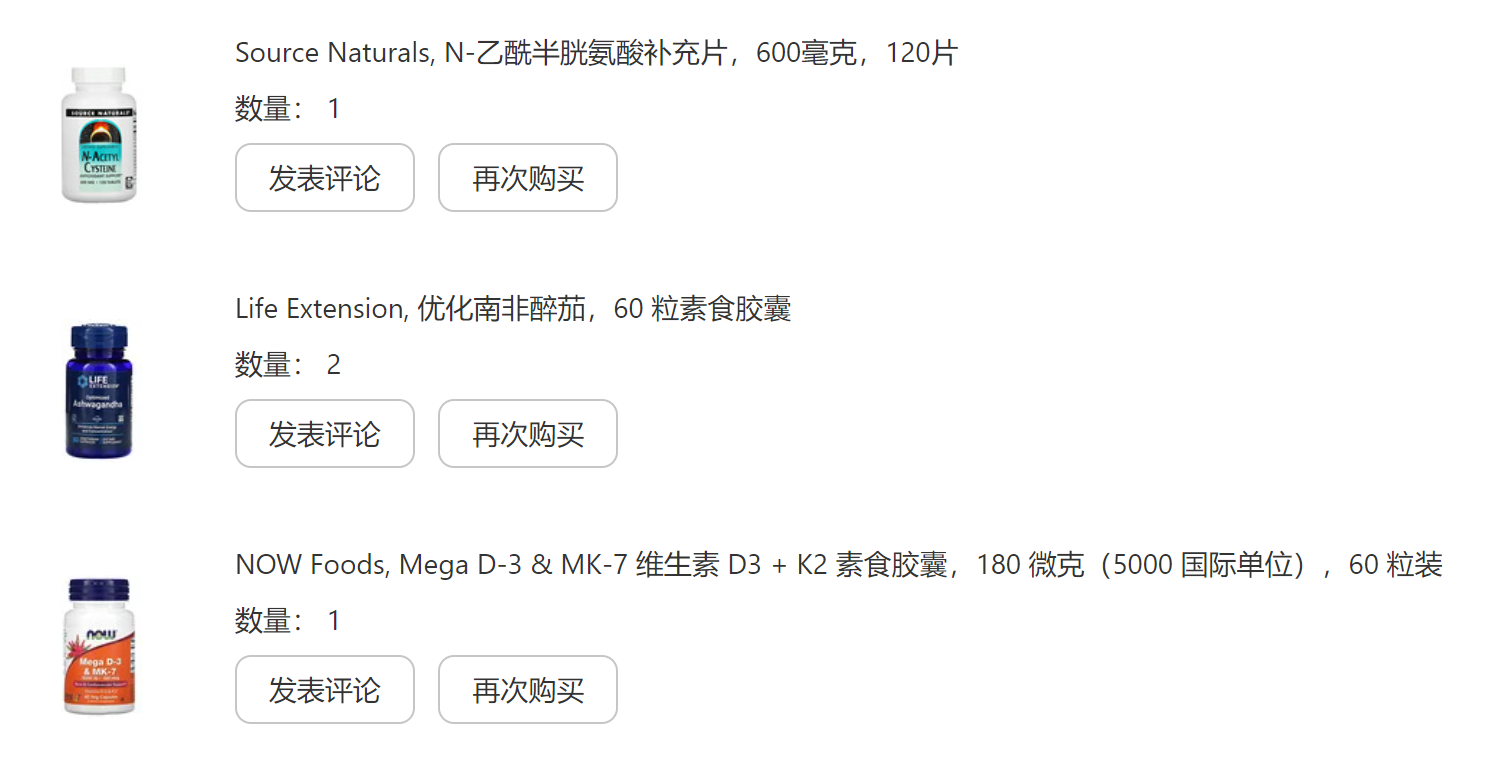 Source Naturals, N-乙酰半胱氨酸补充片，600毫克，120片
数量： 1
发表评论 再次购买
SOURCE NATURALS
N-ACETYL
CYSTEINE
Life Extension, 优化南非醉茄，60 粒素食胶囊
数量： 2
发表评论 再次购买
LIFE
EXTENSION
Optimized
Ashwagandha
NOW Foods, Mega D-3 & MK-7 维生素 D3 + K2 素食胶囊，180 微克（5000 国际单位），60 粒装
数量： 1
发表评论 再次购买
NOW
Mega D-3
& MK-7